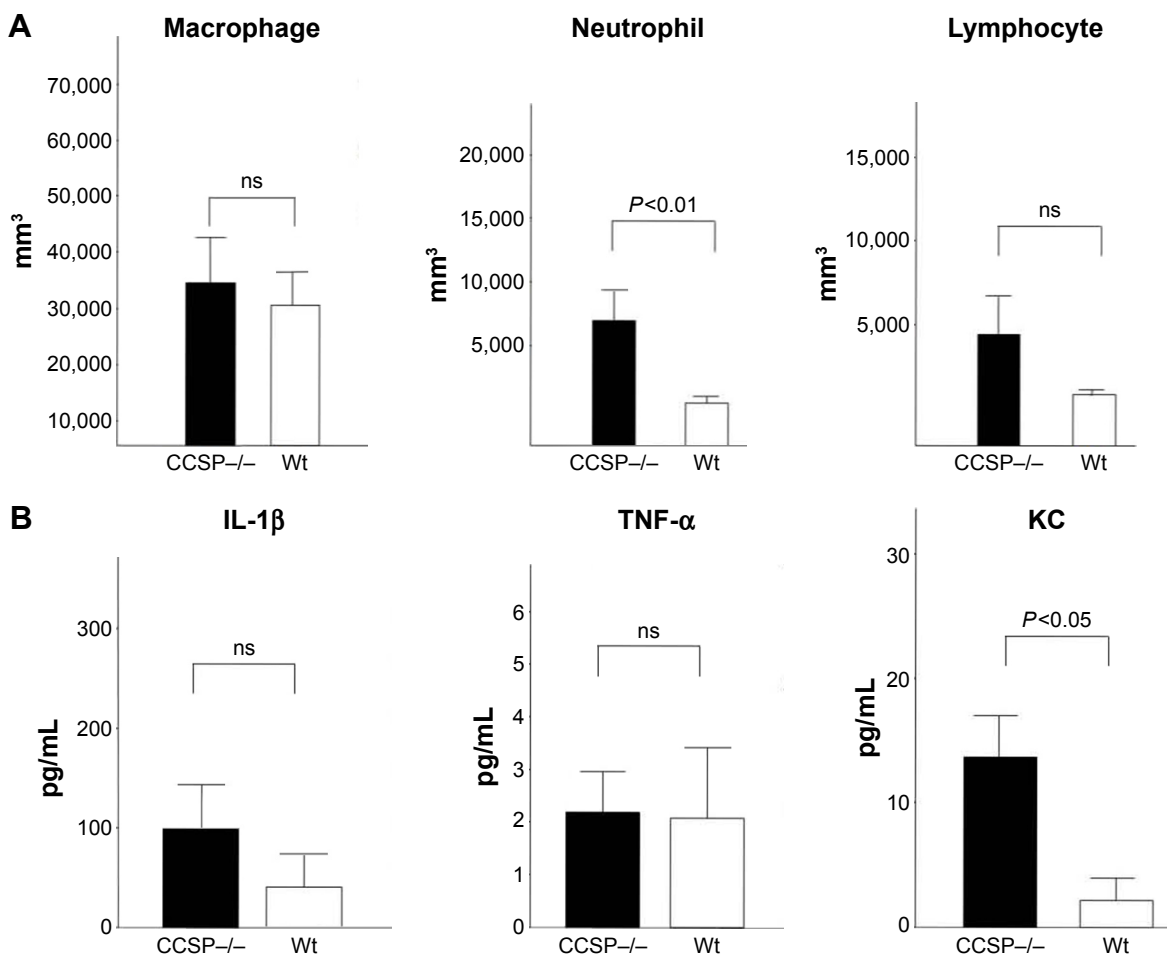 A
Macrophage
Neutrophil
Lymphocyte
mm³
70,000
60,000
50,000
40,000
30,000
20,000
10,000
ns
CCSP–/–
Wt
mm³
20,000
15,000
10,000
5,000
P<0.01
CCSP–/–
Wt
mm³
15,000
10,000
5,000
ns
CCSP–/–
Wt
B
IL-1β
TNF-α
KC
pg/mL
300
200
100
0
ns
CCSP–/–
Wt
pg/mL
6
5
4
3
2
1
0
ns
CCSP–/–
Wt
pg/mL
30
20
10
0
P<0.05
CCSP–/–
Wt